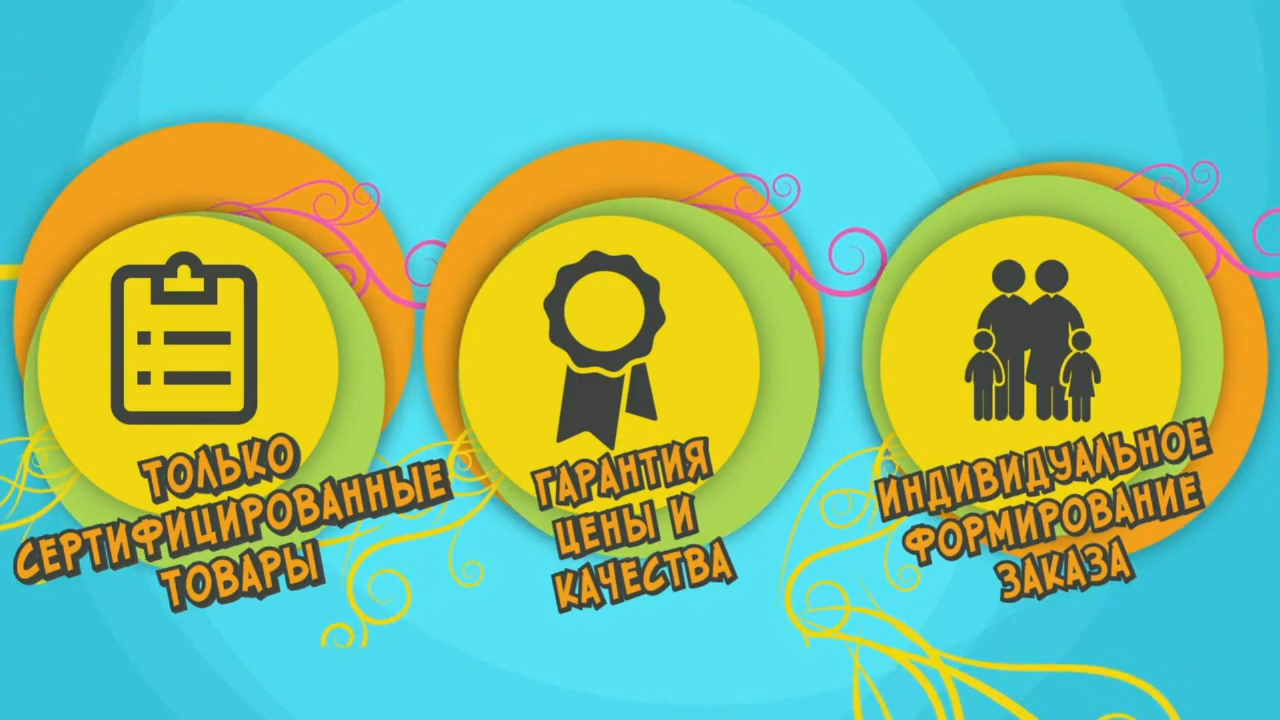 ТОЛЬКО
СЕРТИФИЦИРОВАННЫЕ
ТОВАРЫ
ГАРАНТИЯ
ЦЕНЫ И
КАЧЕСТВА
ИНДИВИДУАЛЬНОЕ
ФОРМИРОВАНИЕ
ЗАКАЗА